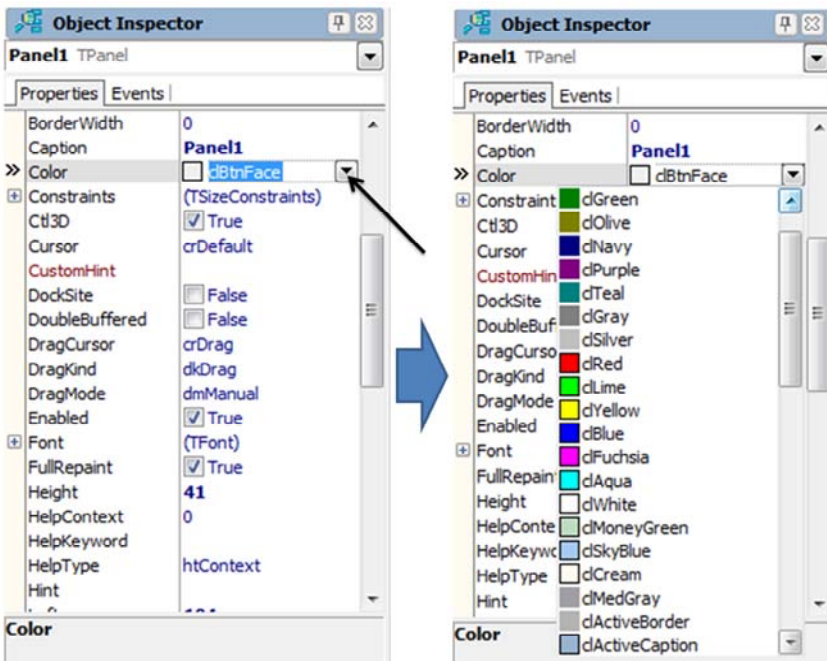 Object Inspector
Panel1 TPanel
Properties Events
BorderWidth 0
Caption Panel1
Color clBtnFace
Constraints (TSizeConstraints)
Ctl3D True
Cursor crDefault
CustomHint
DockSite False
DoubleBuffered False
DragCursor crDrag
DragKind dkDrag
DragMode dmManual
Enabled True
Font (TFont)
FullRepaint True
Height 41
HelpContext 0
HelpKeyword
HelpType htContext
Hint
Color
Object Inspector
Panel1 TPanel
Properties Events
BorderWidth 0
Caption Panel1
Color clBtnFace
Constraint clGreen
Ctl3D clOlive
Cursor clNavy
CustomHin clPurple
DockSite clTeal
DoubleBuf clGray
DragCurso clSilver
DragKind clRed
DragMode clLime
Enabled clYellow
Font clBlue
FullRepain clFuchsia
Height clAqua
HelpConte clWhite
HelpKeywc clMoneyGreen
HelpType clSkyBlue
Hint clCream
clMedGray
clActiveBorder
Color clActiveCaption